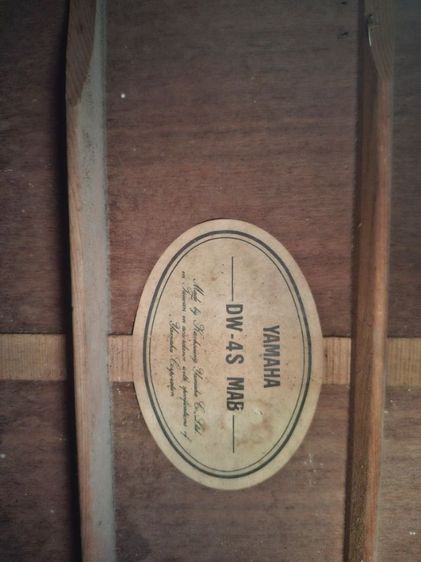 YAMAHA
DW-4S MAB
Made by Kaohsiung Yamaha Co., Ltd.
in Taiwan in accordance with specifications of
Yamaha Corporation